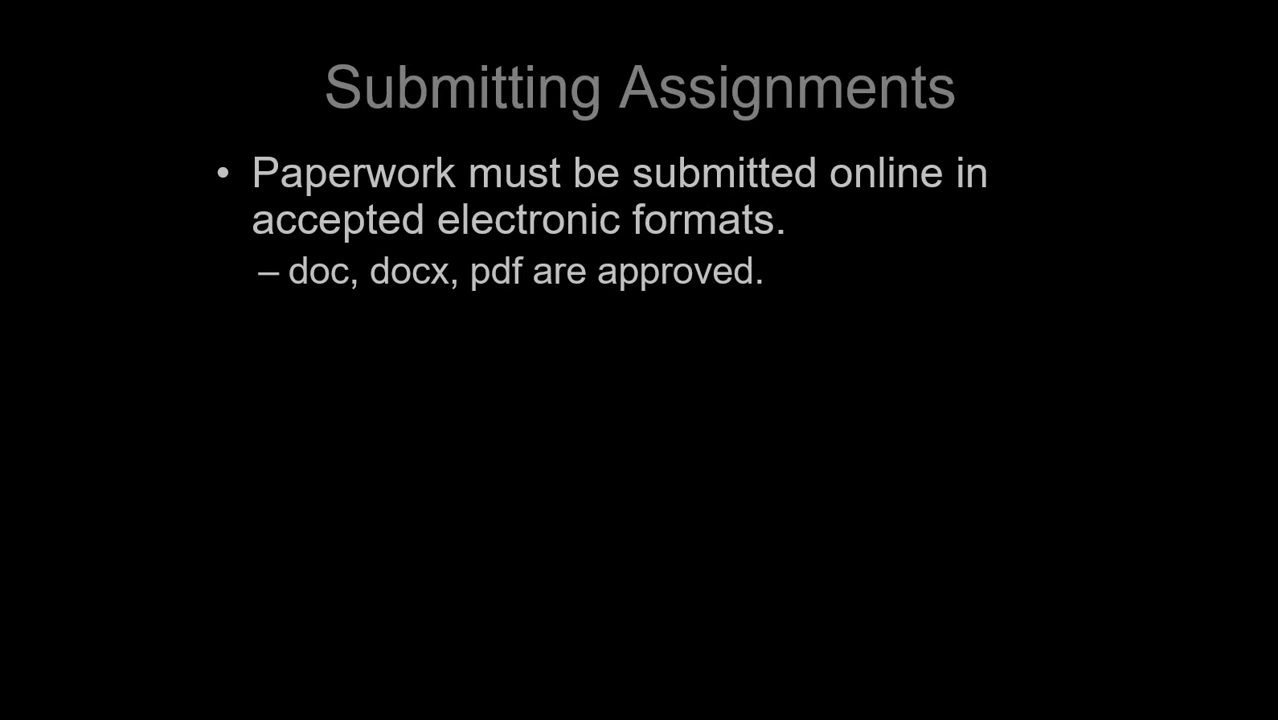 Submitting Assignments
• Paperwork must be submitted online in
accepted electronic formats.
– doc, docx, pdf are approved.